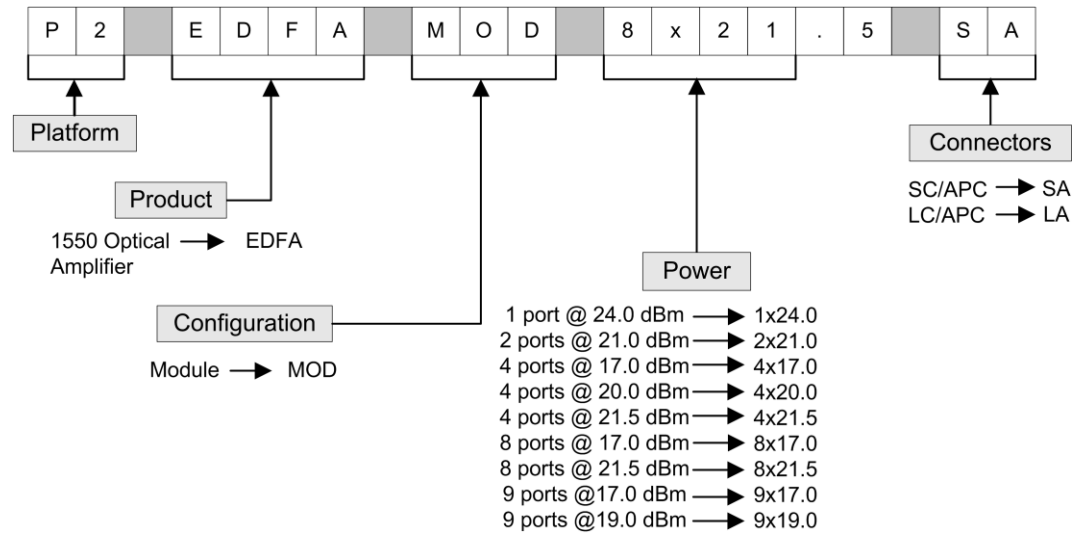 P 2 E D F A M O D 8 x 2 1 . 5 S A
Platform
Connectors
SC/APC SA
LC/APC LA
Product
1550 Optical EDFA
Amplifier
Power
Configuration
Module MOD
1 port @ 24.0 dBm 1x24.0
2 ports @ 21.0 dBm 2x21.0
4 ports @ 17.0 dBm 4x17.0
4 ports @ 20.0 dBm 4x20.0
4 ports @ 21.5 dBm 4x21.5
8 ports @ 17.0 dBm 8x17.0
8 ports @ 21.5 dBm 8x21.5
9 ports @17.0 dBm 9x17.0
9 ports @19.0 dBm 9x19.0